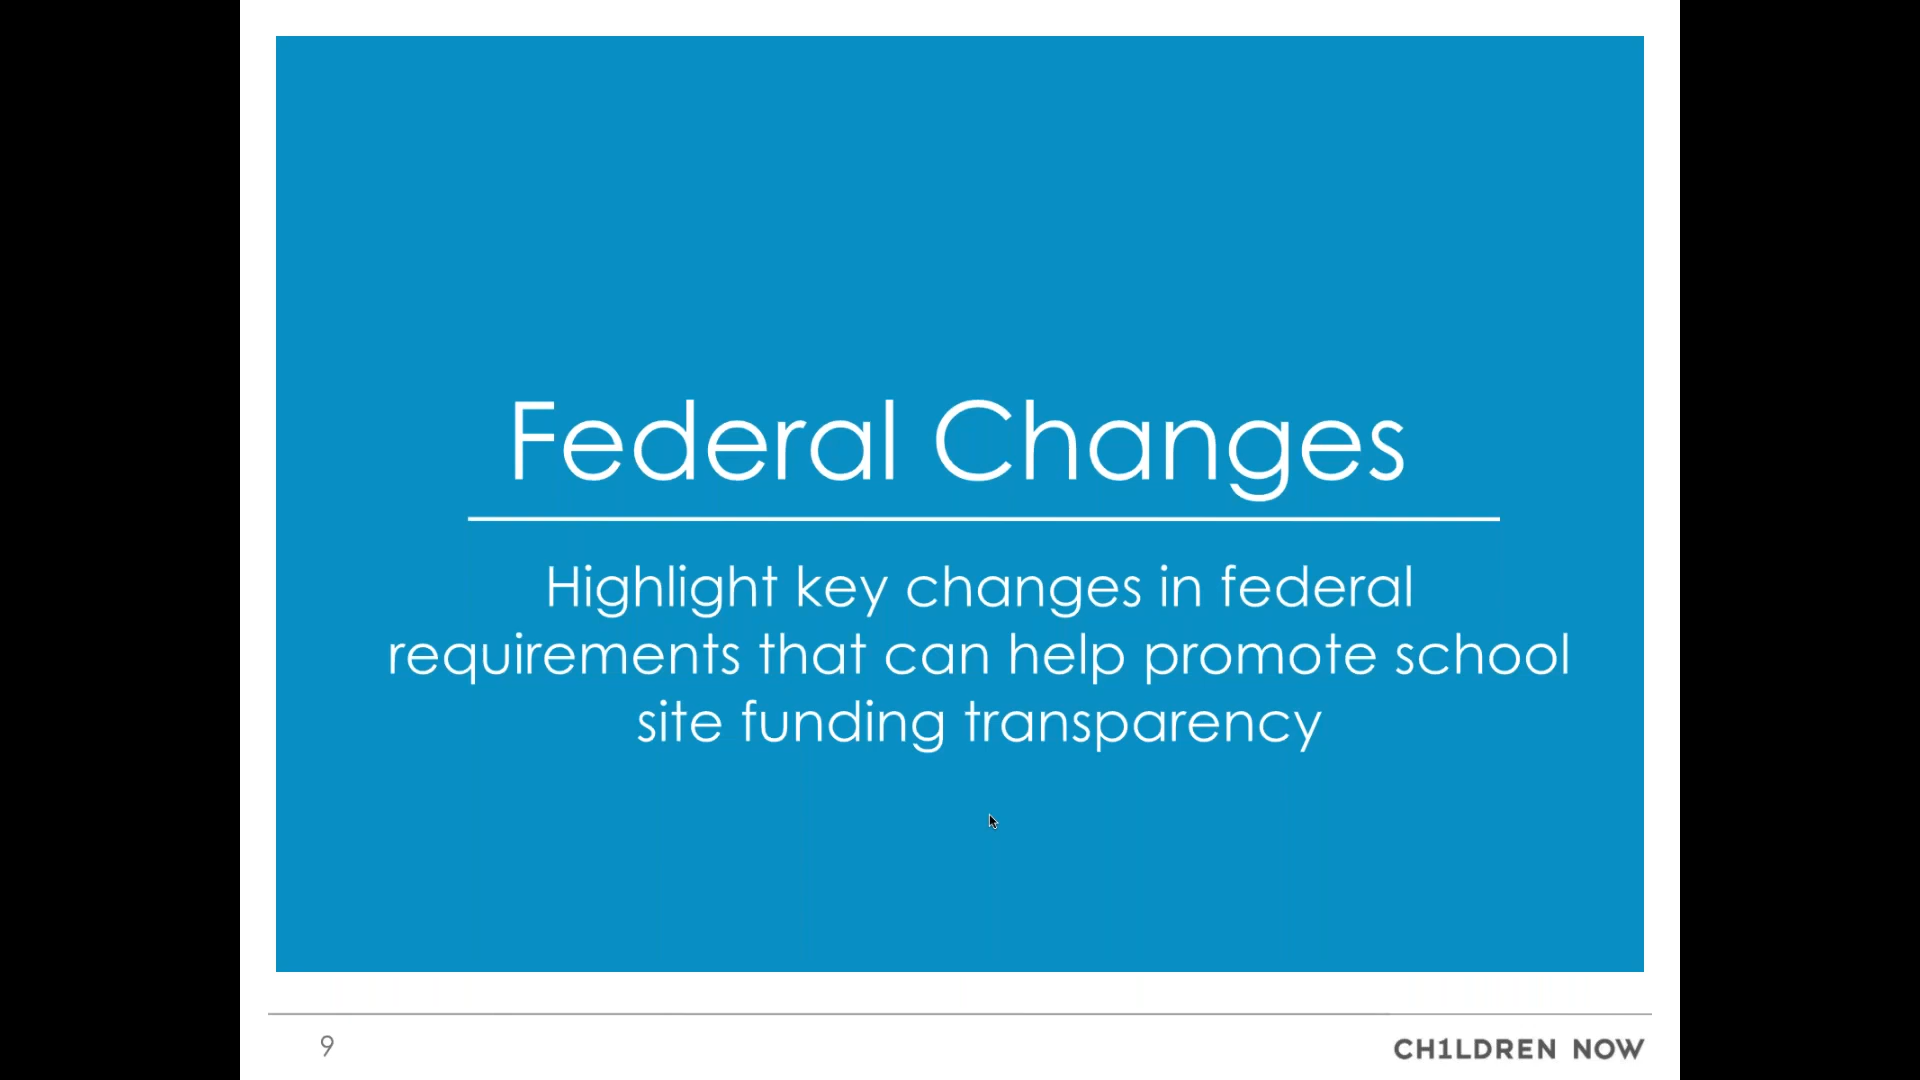 Federal Changes
Highlight key changes in federal
requirements that can help promote school
site funding transparency
9
CH1LDREN NOW